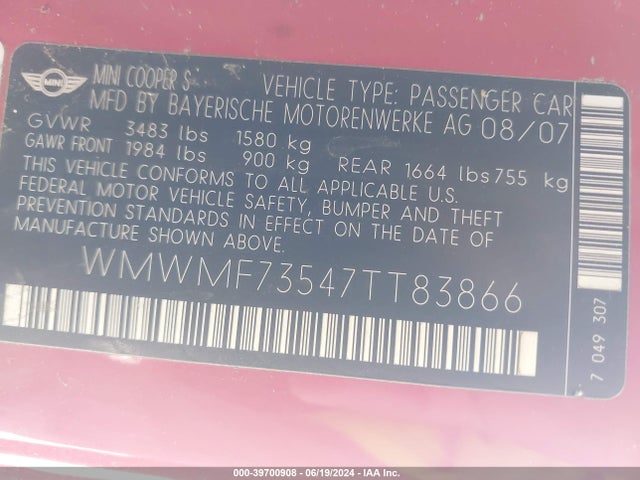 MINI
MINI COOPER S
VEHICLE TYPE: PASSENGER CAR
MFD BY BAYERISCHE MOTORENWERKE AG 08/07
GVWR 3483 lbs 1580 kg
GAWR FRONT 1984 lbs 900 kg REAR 1664 lbs 755 kg
THIS VEHICLE CONFORMS TO ALL APPLICABLE U.S.
FEDERAL MOTOR VEHICLE SAFETY, BUMPER AND THEFT
PREVENTION STANDARDS IN EFFECT ON THE DATE OF
MANUFACTURE SHOWN ABOVE.
WMWMF73547TT83866
7 049 307
000-39700908 - 06/19/2024 - IAA Inc.